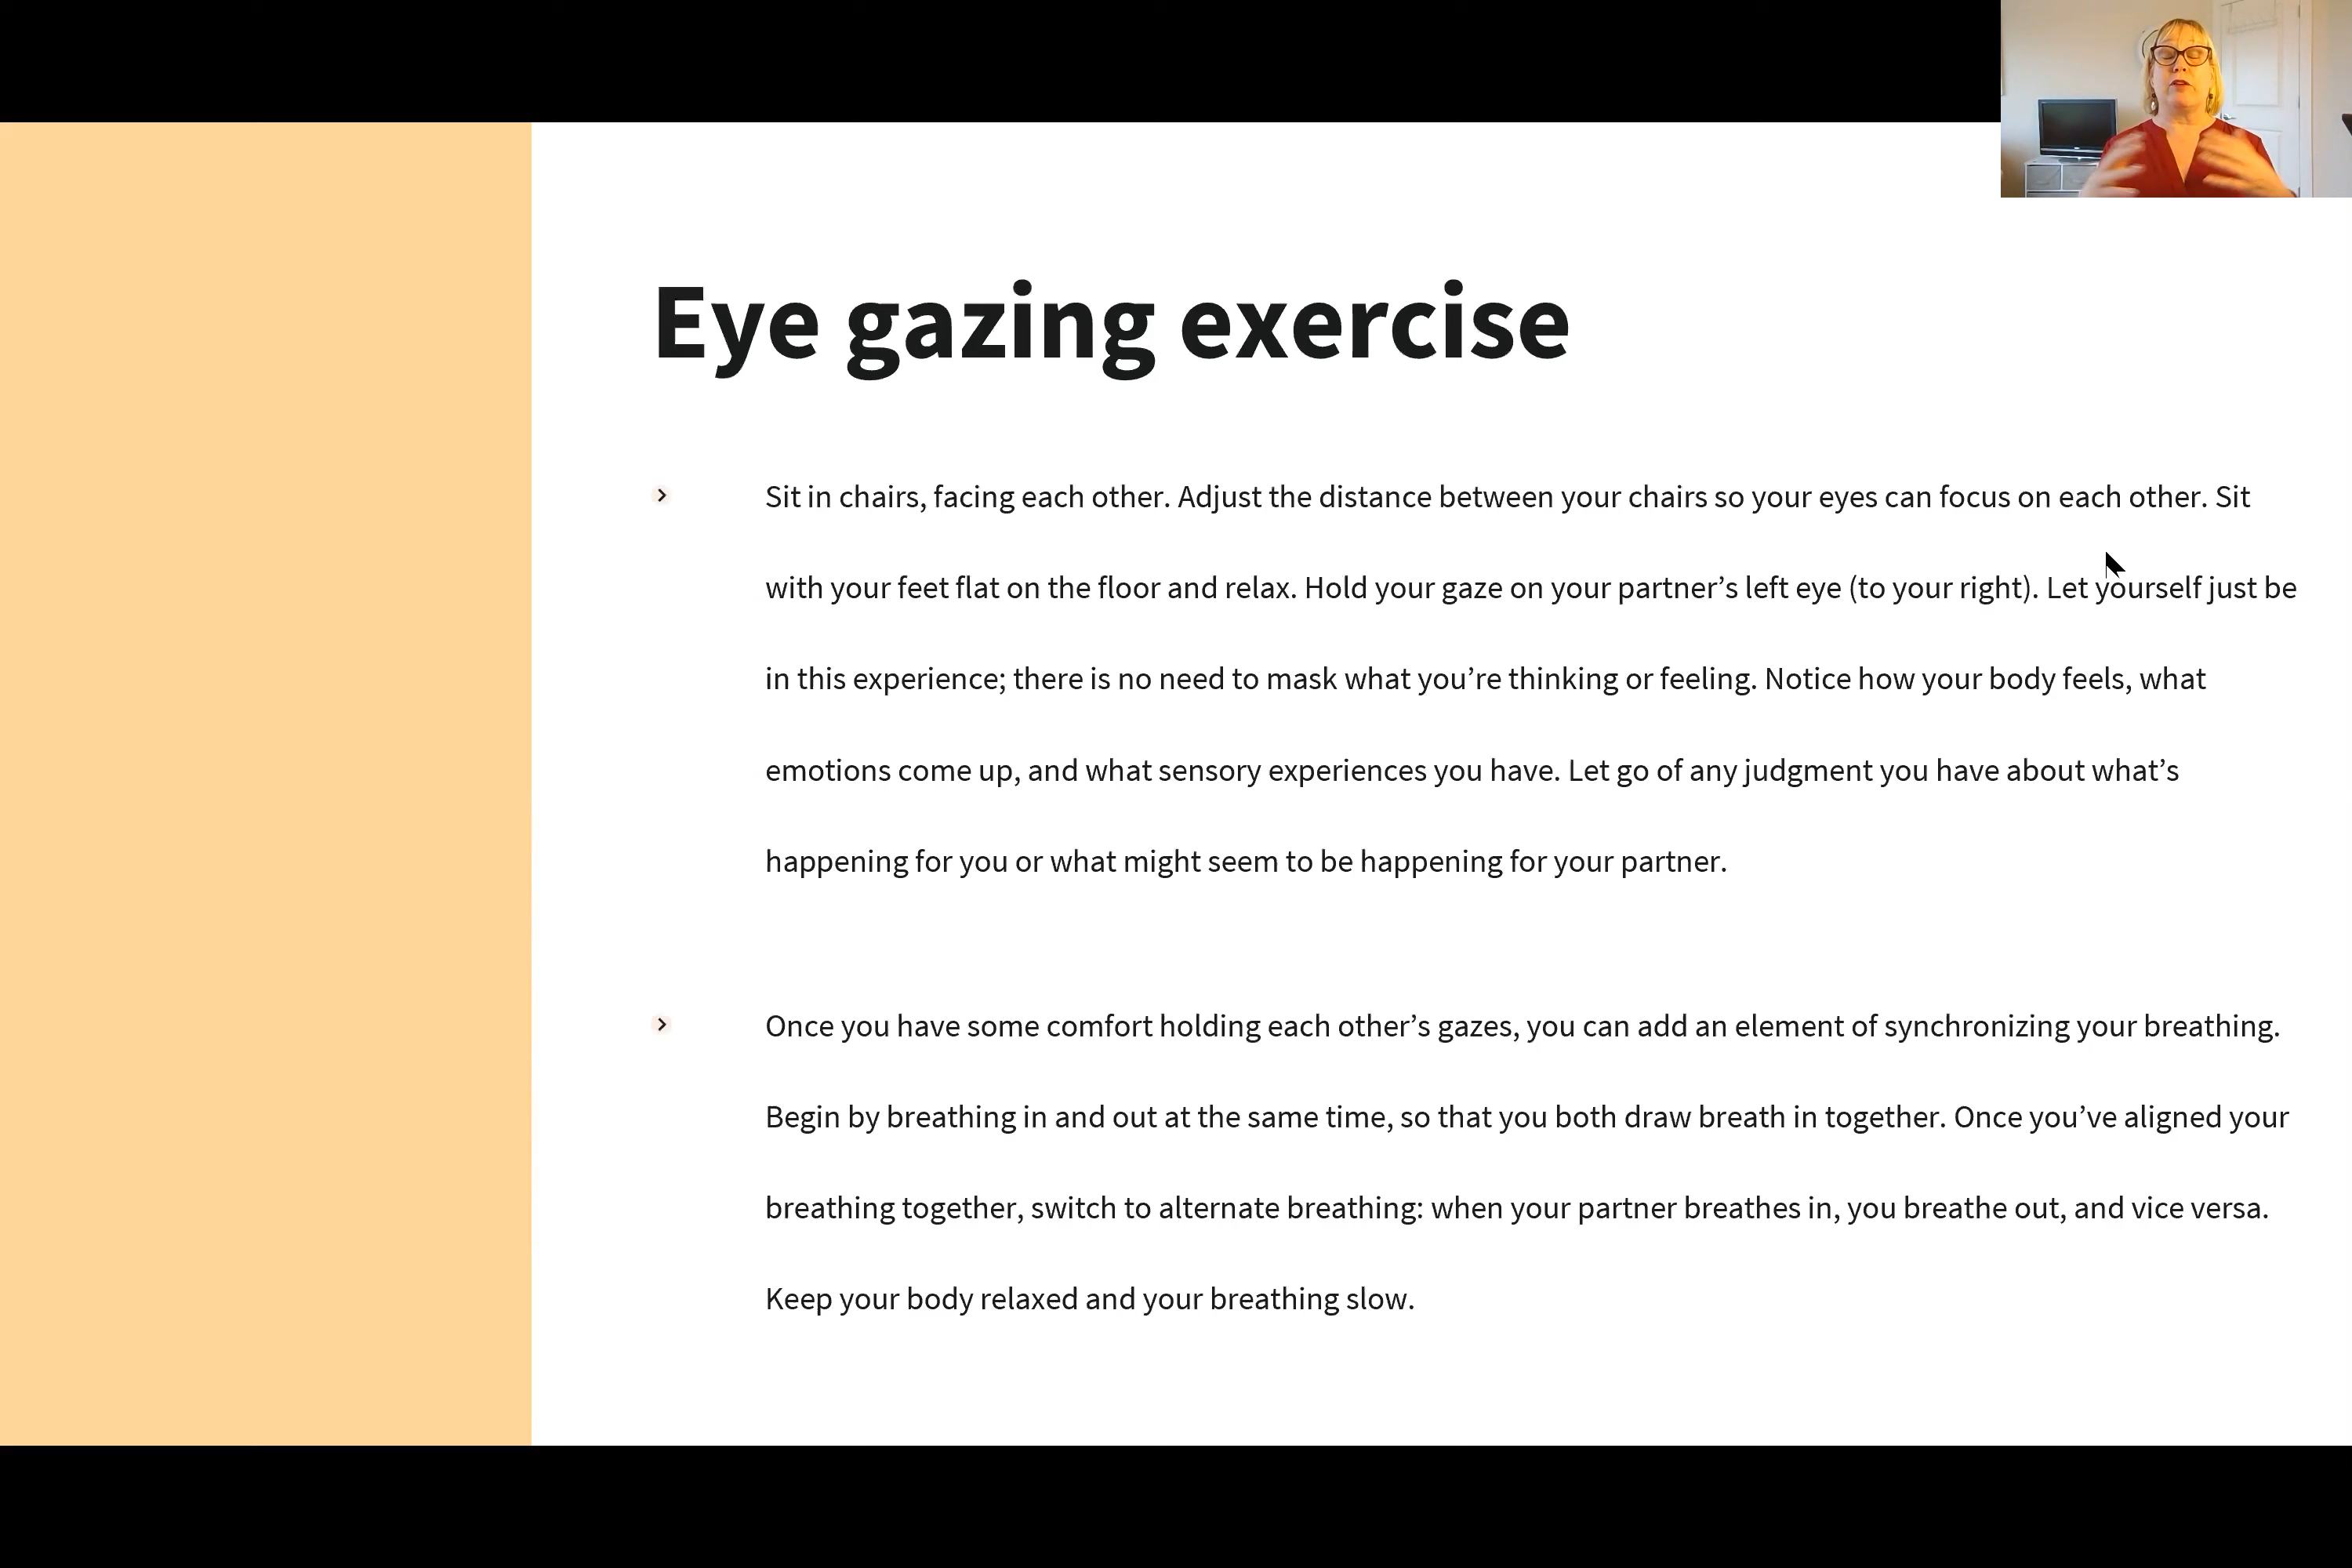 Eye gazing exercise
Sit in chairs, facing each other. Adjust the distance between your chairs so your eyes can focus on each other. Sit
with your feet flat on the floor and relax. Hold your gaze on your partner’s left eye (to your right). Let yourself just be
in this experience; there is no need to mask what you’re thinking or feeling. Notice how your body feels, what
emotions come up, and what sensory experiences you have. Let go of any judgment you have about what’s
happening for you or what might seem to be happening for your partner.
Once you have some comfort holding each other’s gazes, you can add an element of synchronizing your breathing.
Begin by breathing in and out at the same time, so that you both draw breath in together. Once you’ve aligned your
breathing together, switch to alternate breathing: when your partner breathes in, you breathe out, and vice versa.
Keep your body relaxed and your breathing slow.